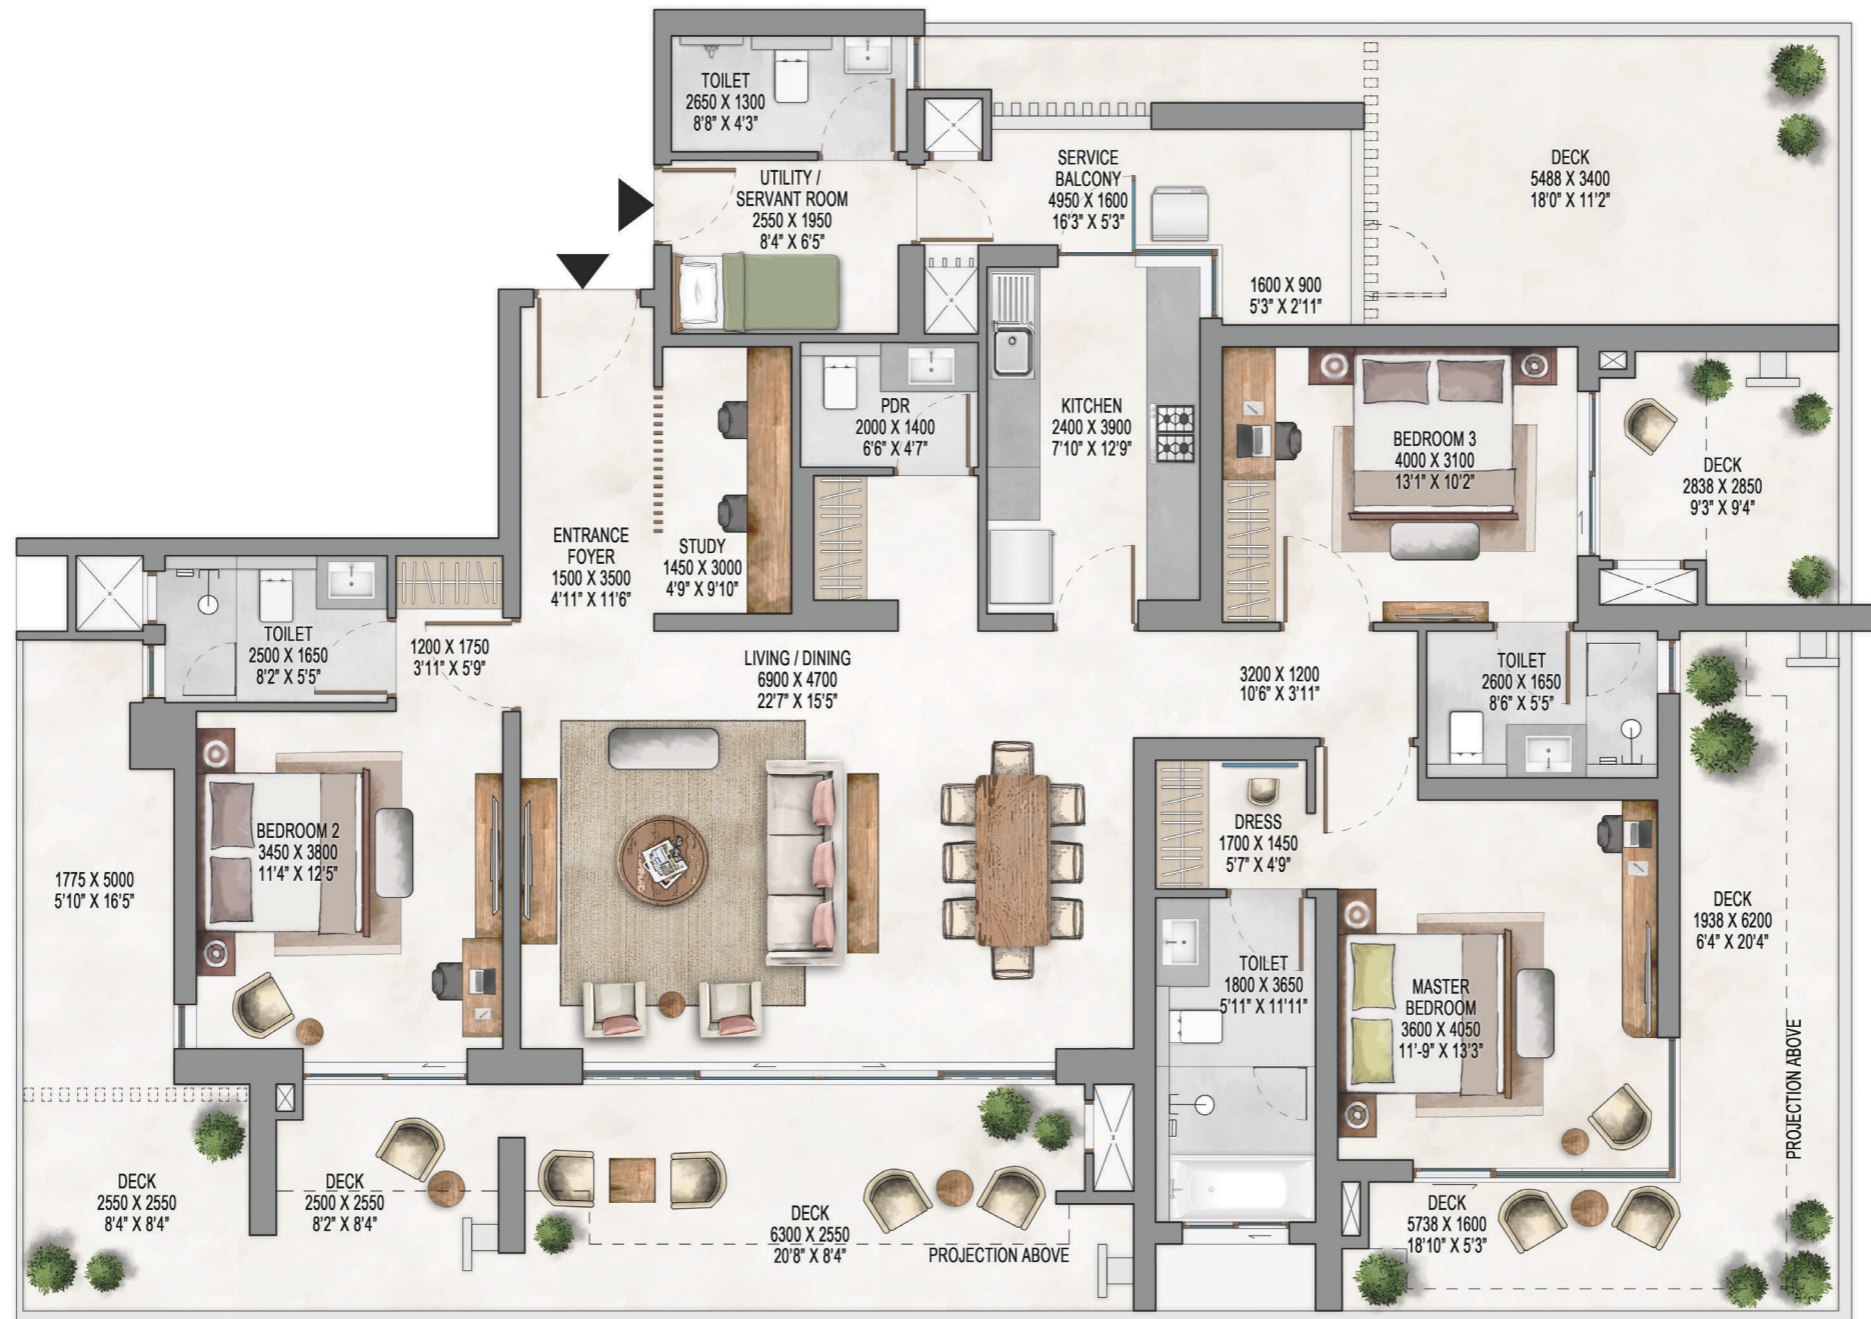 TOILET
2650 X 1300
8'8" X 4'3"
UTILITY /
SERVANT ROOM
2550 X 1950
8'4" X 6'5"
SERVICE
BALCONY
4950 X 1600
16'3" X 5'3"
DECK
5488 X 3400
18'0" X 11'2"
1600 X 900
5'3" X 2'11"
PDR
2000 X 1400
6'6" X 4'7"
KITCHEN
2400 X 3900
7'10" X 12'9"
BEDROOM 3
4000 X 3100
13'1" X 10'2"
DECK
2838 X 2850
9'3" X 9'4"
ENTRANCE
FOYER
1500 X 3500
4'11" X 11'6"
STUDY
1450 X 3000
4'9" X 9'10"
TOILET
2500 X 1650
8'2" X 5'5"
1200 X 1750
3'11" X 5'9"
LIVING / DINING
6900 X 4700
22'7" X 15'5"
3200 X 1200
10'6" X 3'11"
TOILET
2600 X 1650
8'6" X 5'5"
BEDROOM 2
3450 X 3800
11'4" X 12'5"
1775 X 5000
5'10" X 16'5"
DRESS
1700 X 1450
5'7" X 4'9"
DECK
1938 X 6200
6'4" X 20'4"
TOILET
1800 X 3650
5'11" X 11'11"
MASTER
BEDROOM
3600 X 4050
11'-9" X 13'3"
PROJECTION ABOVE
DECK
2550 X 2550
8'4" X 8'4"
DECK
2500 X 2550
8'2" X 8'4"
DECK
6300 X 2550
20'8" X 8'4"
PROJECTION ABOVE
DECK
5738 X 1600
18'10" X 5'3"